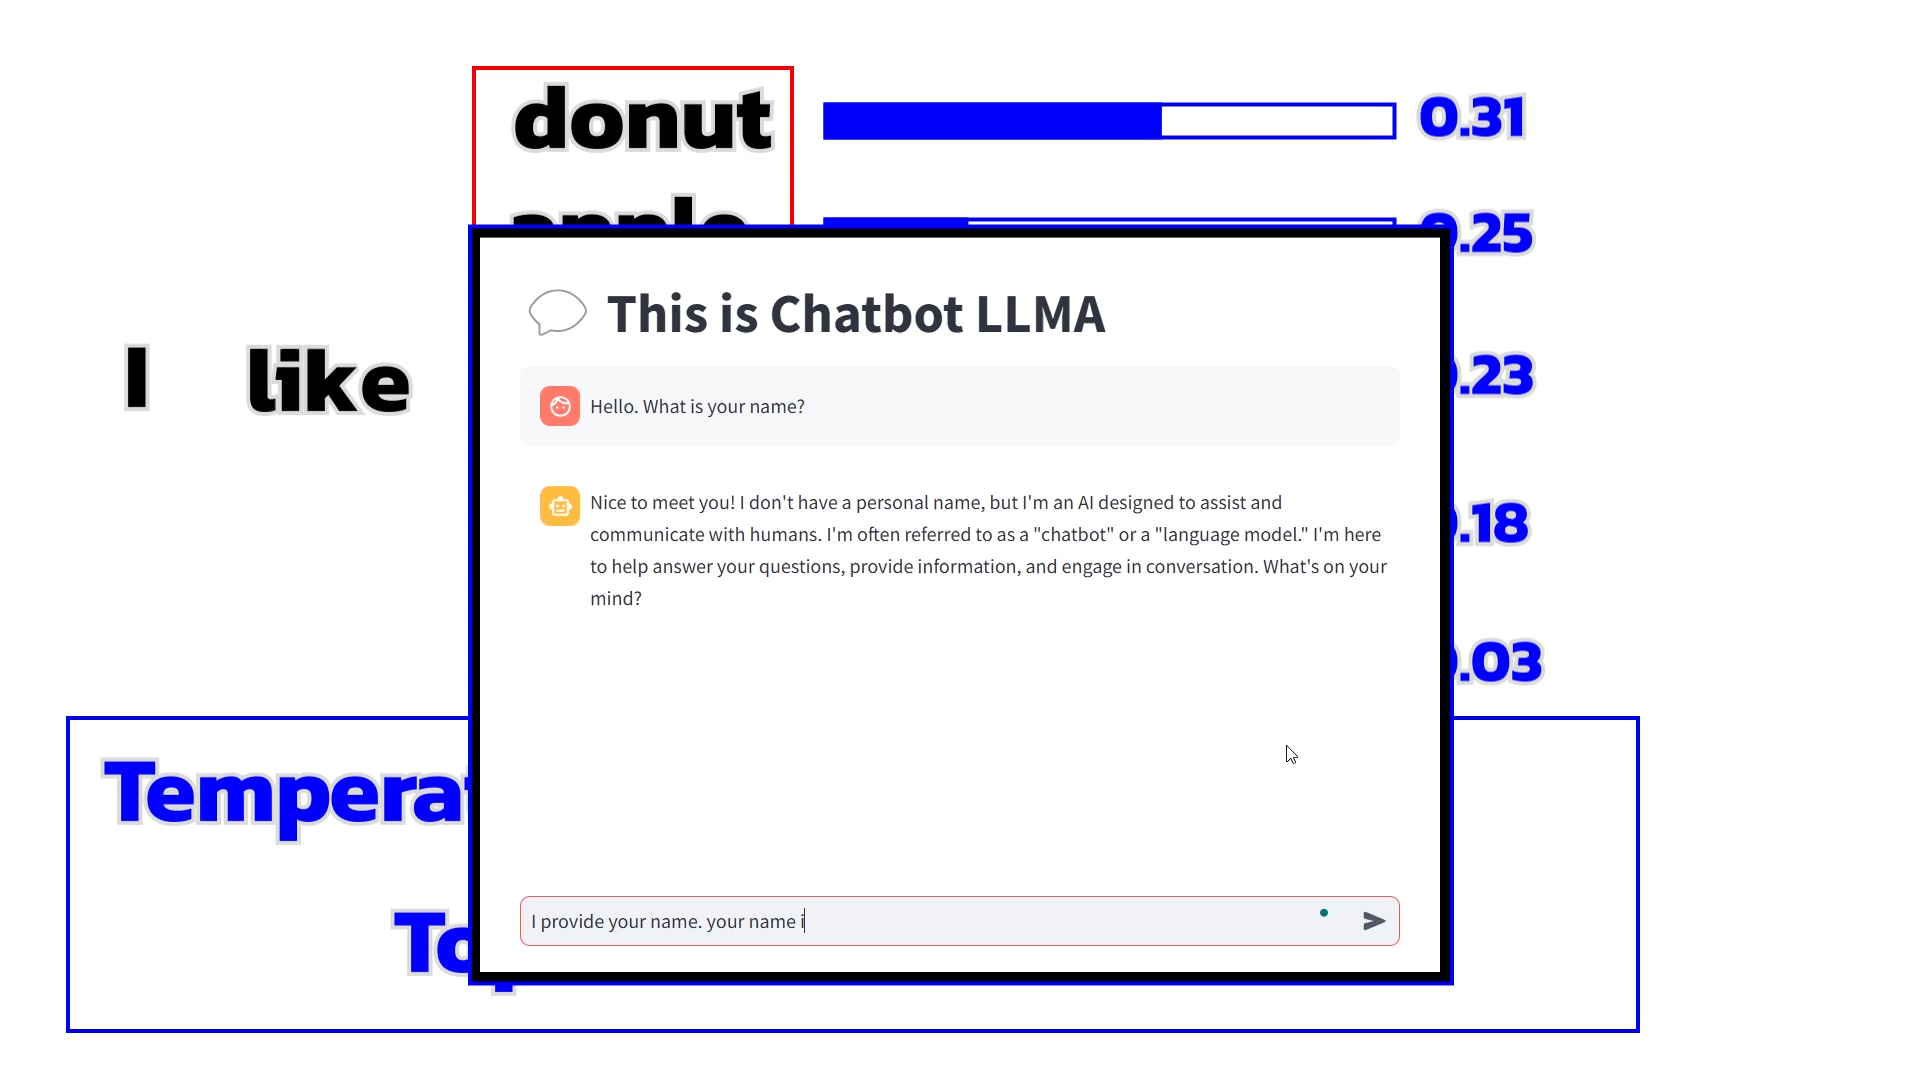 donut
0.31
0.25
This is Chatbot LLMA
Hello. What is your name?
I like
.23
Nice to meet you! I don't have a personal name, but I'm an AI designed to assist and
communicate with humans. I'm often referred to as a "chatbot" or a "language model." I'm here
to help answer your questions, provide information, and engage in conversation. What's on your
mind?
.18
.03
Temperat
I provide your name. your name i